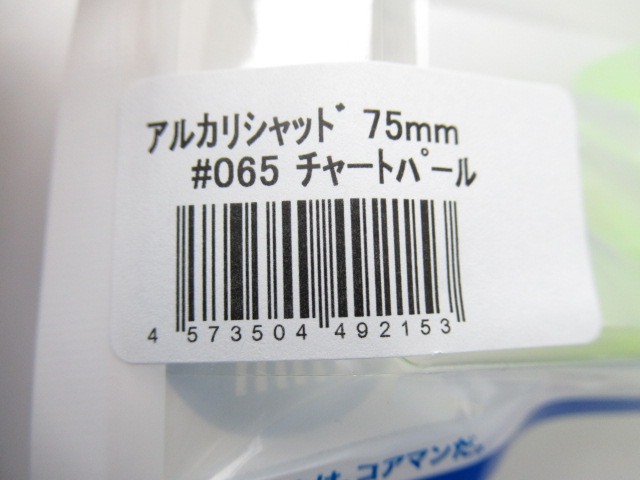 アルカリシャッド 75mm
#065 チャートパール
4 573504 492153
は、コアマンだ。